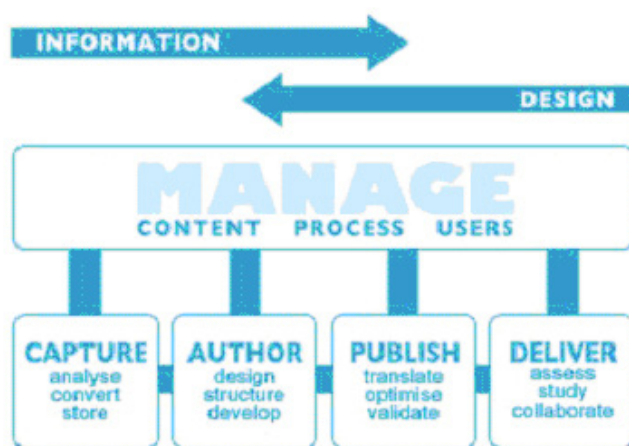 INFORMATION
DESIGN
MANAGE
CONTENT PROCESS USERS
CAPTURE
analyse
convert
store
AUTHOR
design
structure
develop
PUBLISH
translate
optimise
validate
DELIVER
assess
study
collaborate